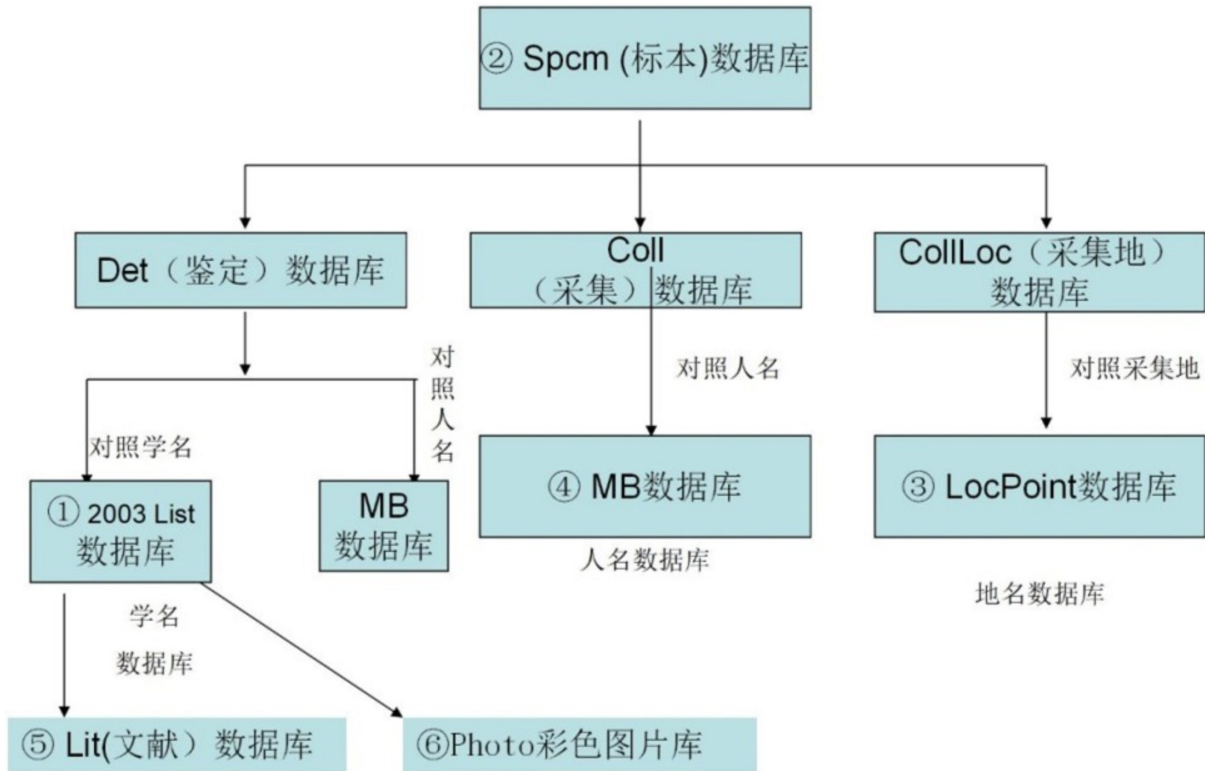 ② Spcm (标本)数据库
Det（鉴定）数据库
Coll
（采集）数据库
CollLoc（采集地）
数据库
对照人名
对照人名
对照采集地
对照学名
① 2003 List
数据库
MB
数据库
④ MB数据库
③ LocPoint数据库
人名数据库
地名数据库
学名
数据库
⑤ Lit(文献）数据库
⑥Photo彩色图片库